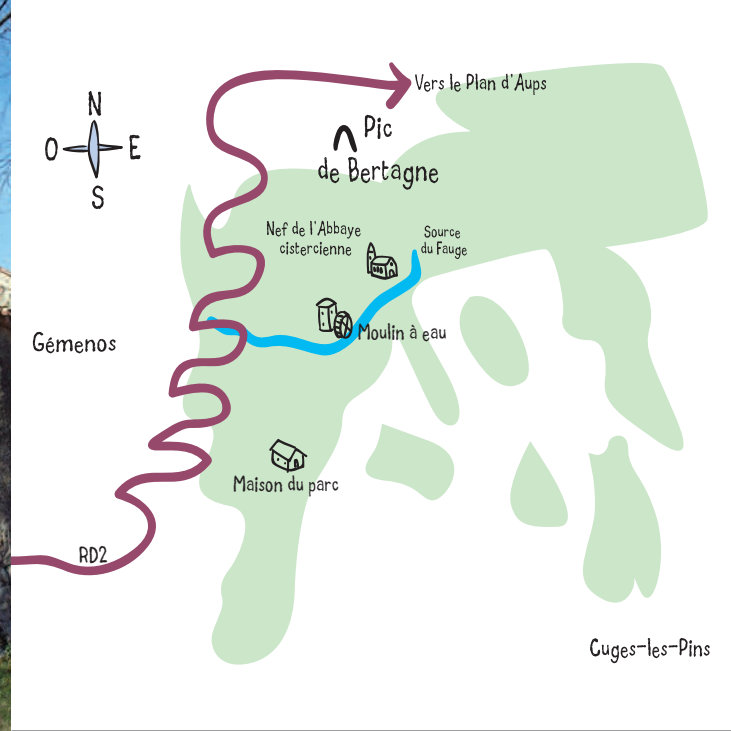 Vers le Plan d'Aups
N
O
E
S
Pic
de Bertagne
Nef de l'Abbaye
cistercienne
Source
du Fauge
Moulin à eau
Gémenos
Maison du parc
RD2
Cuges-les-Pins